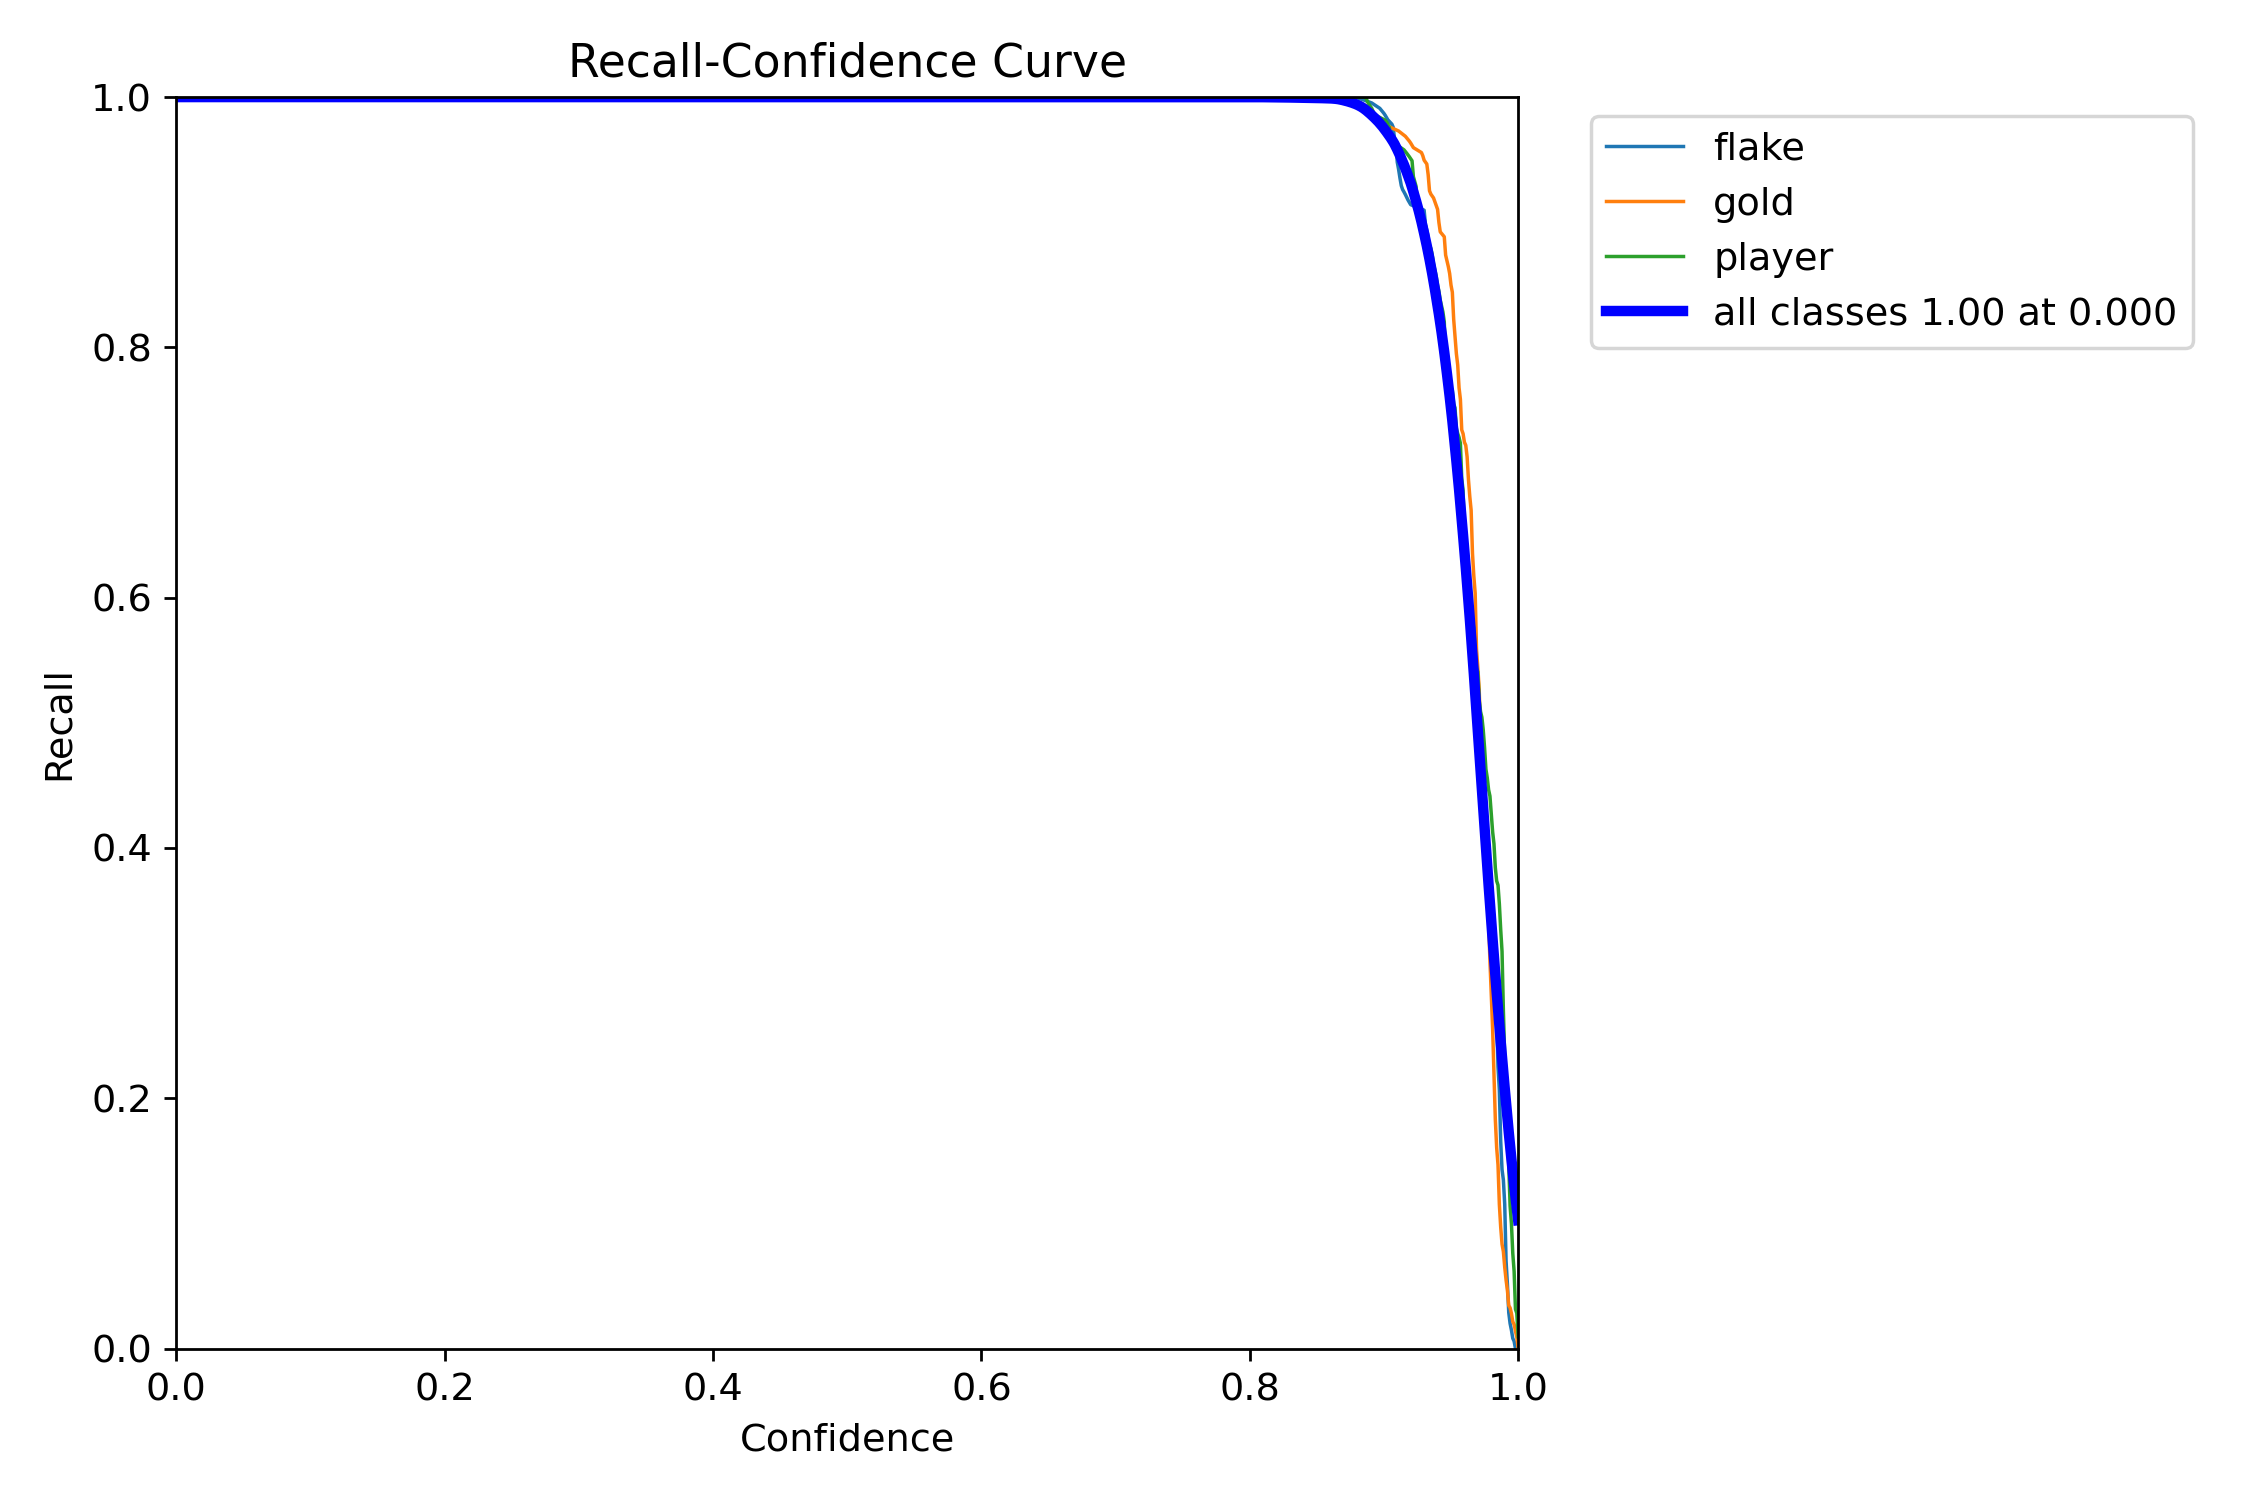 Recall-Confidence Curve
1.0
0.8
0.6
0.4
0.2
0.0
Recall
0.0 0.2 0.4 0.6 0.8 1.0
Confidence
flake
gold
player
all classes 1.00 at 0.000